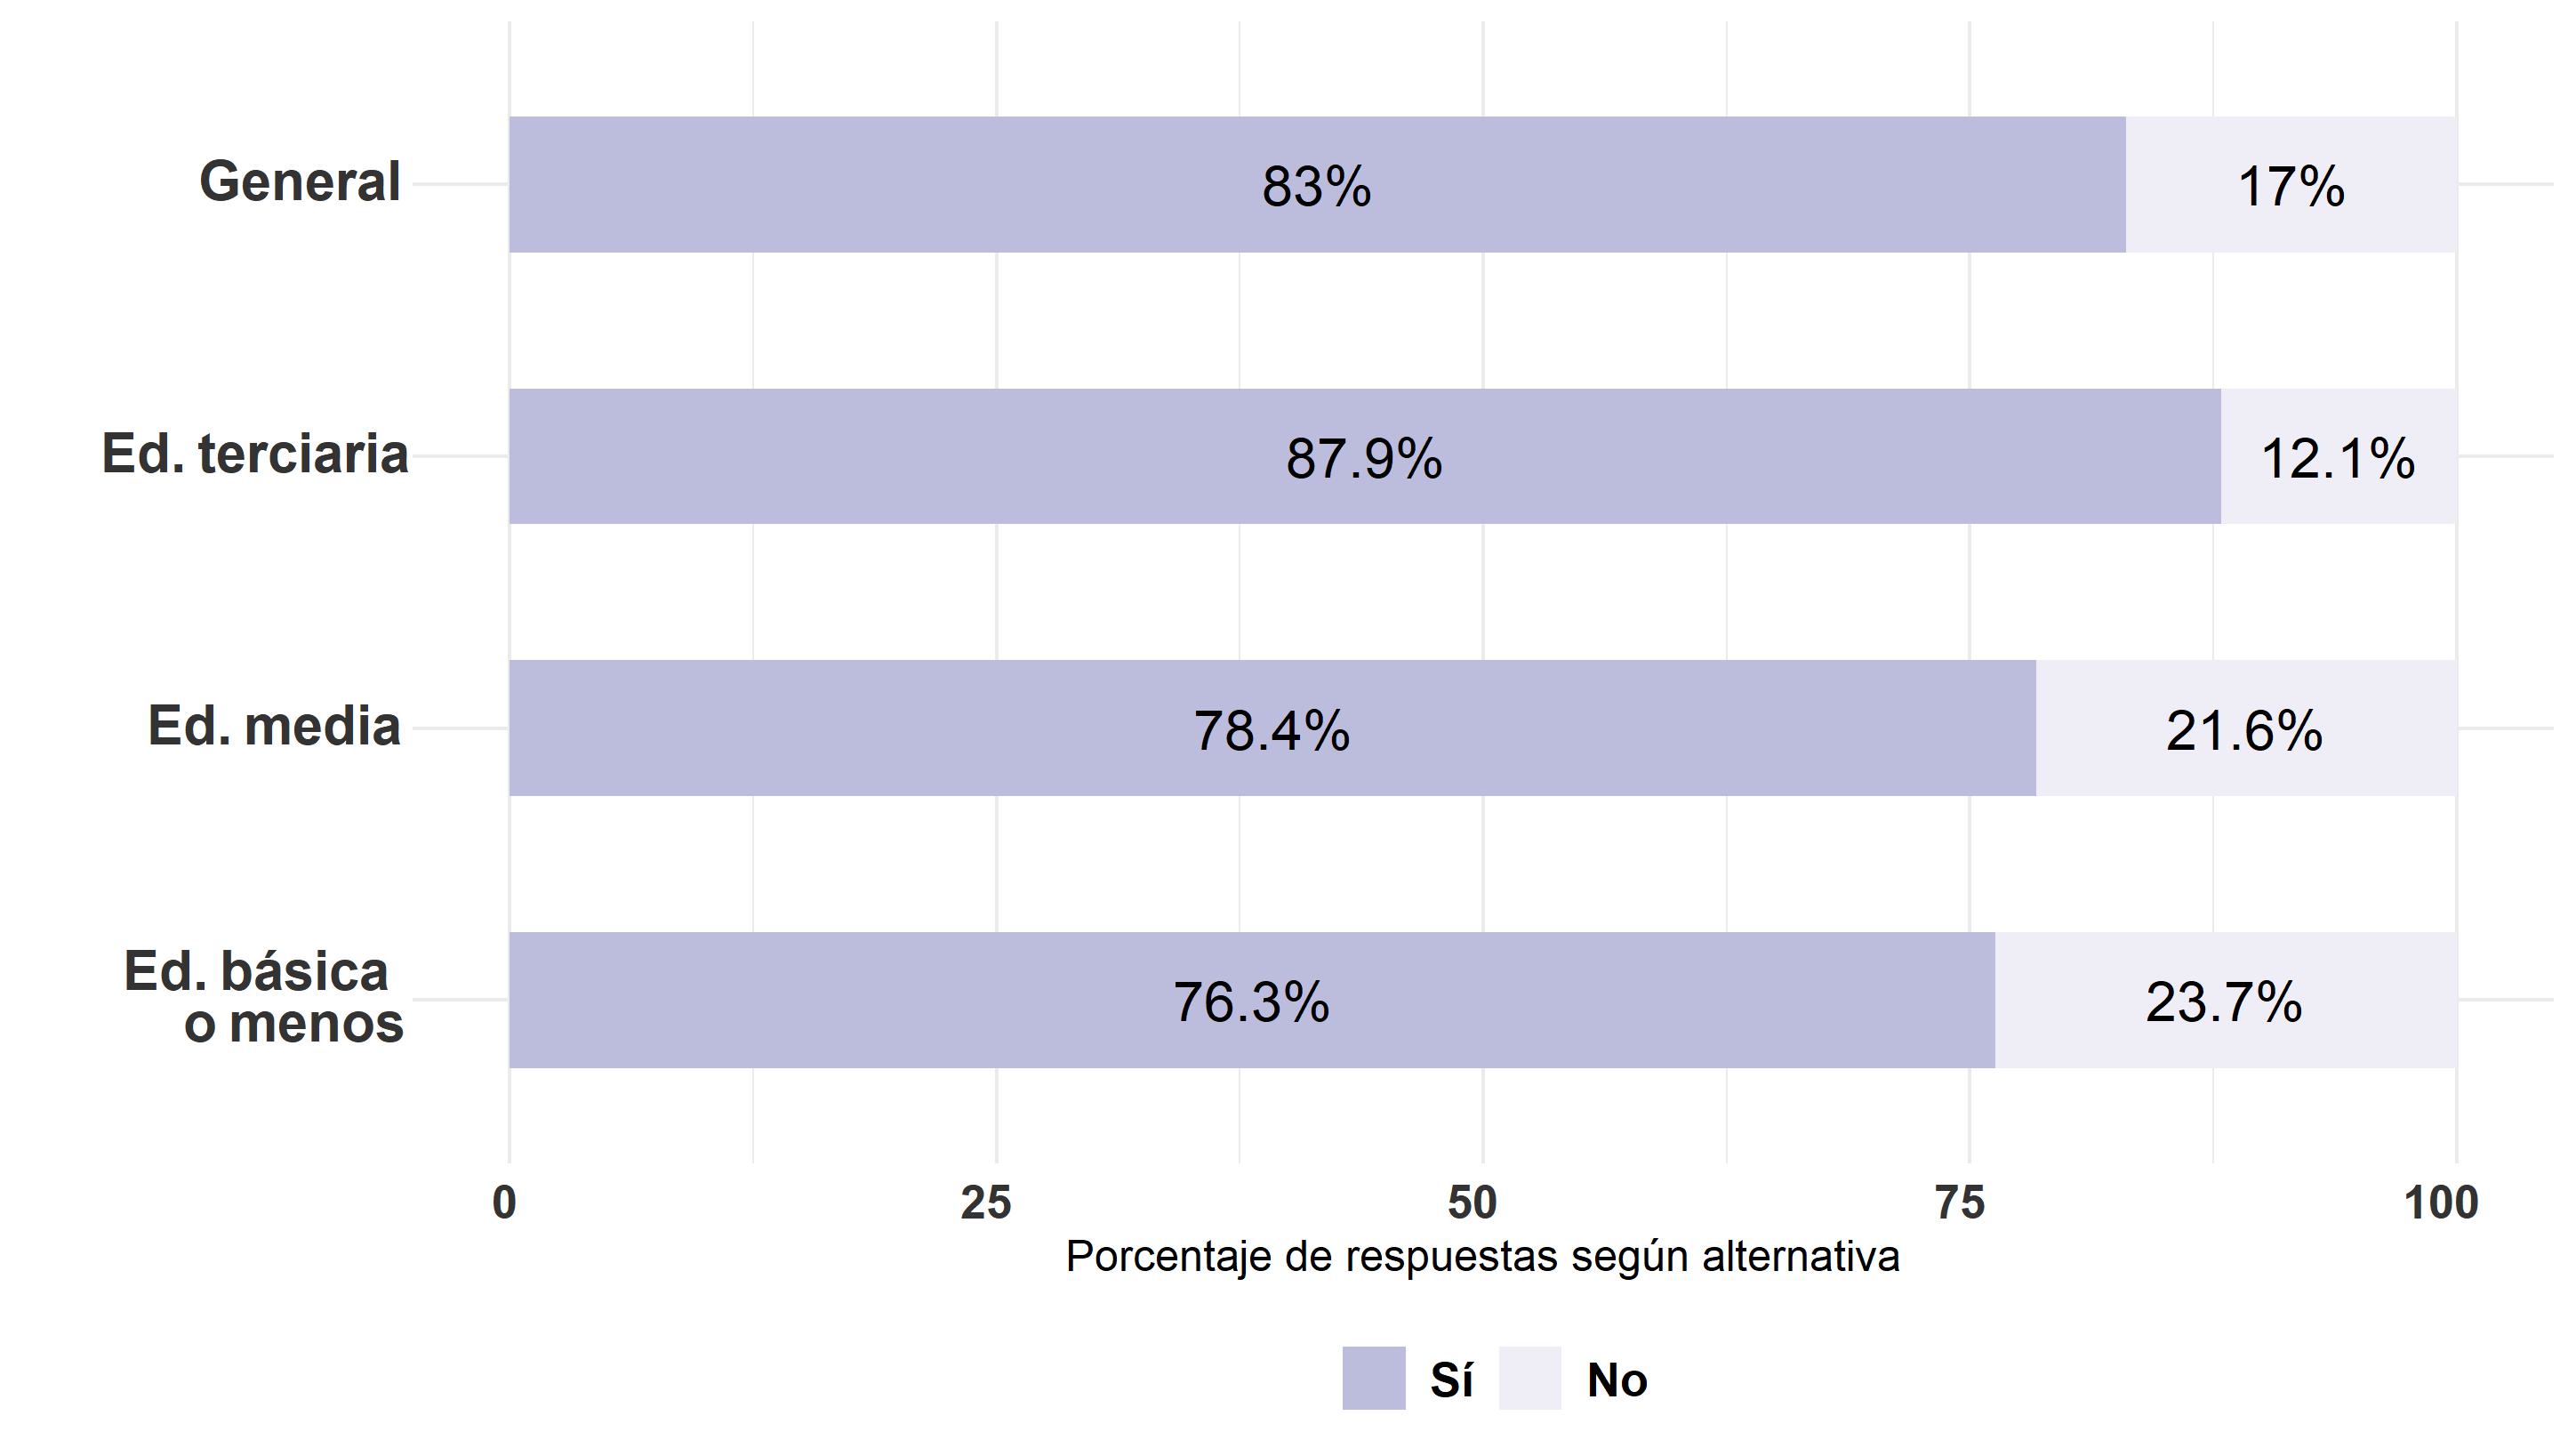 General
83%
17%
Ed. terciaria
87.9%
12.1%
Ed. media
78.4%
21.6%
Ed. básica
o menos
76.3%
23.7%
0
25
50
75
100
Porcentaje de respuestas según alternativa
Sí
No